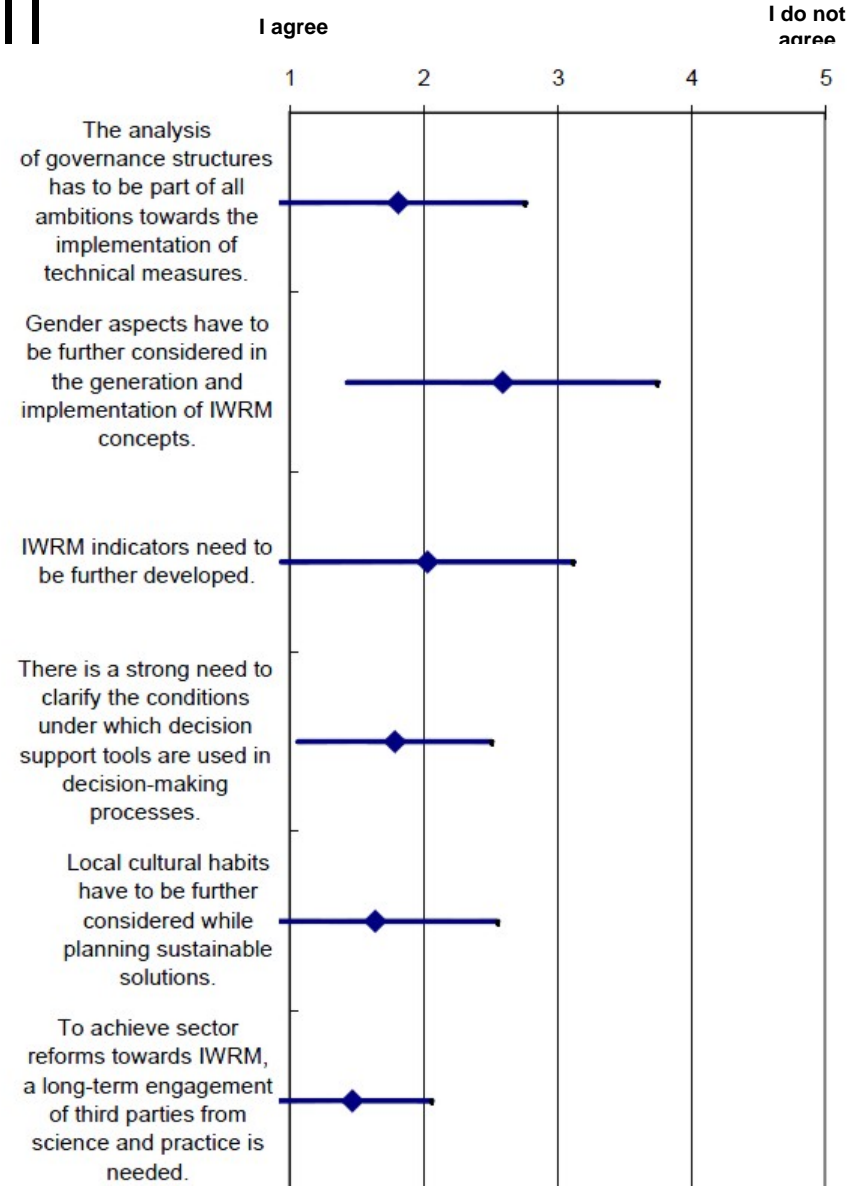 I agree
I do not
agree
1 2 3 4 5
The analysis
of governance structures
has to be part of all
ambitions towards the
implementation of
technical measures.
Gender aspects have to
be further considered in
the generation and
implementation of IWRM
concepts.
IWRM indicators need to
be further developed.
There is a strong need to
clarify the conditions
under which decision
support tools are used in
decision-making
processes.
Local cultural habits
have to be further
considered while
planning sustainable
solutions.
To achieve sector
reforms towards IWRM,
a long-term engagement
of third parties from
science and practice is
needed.